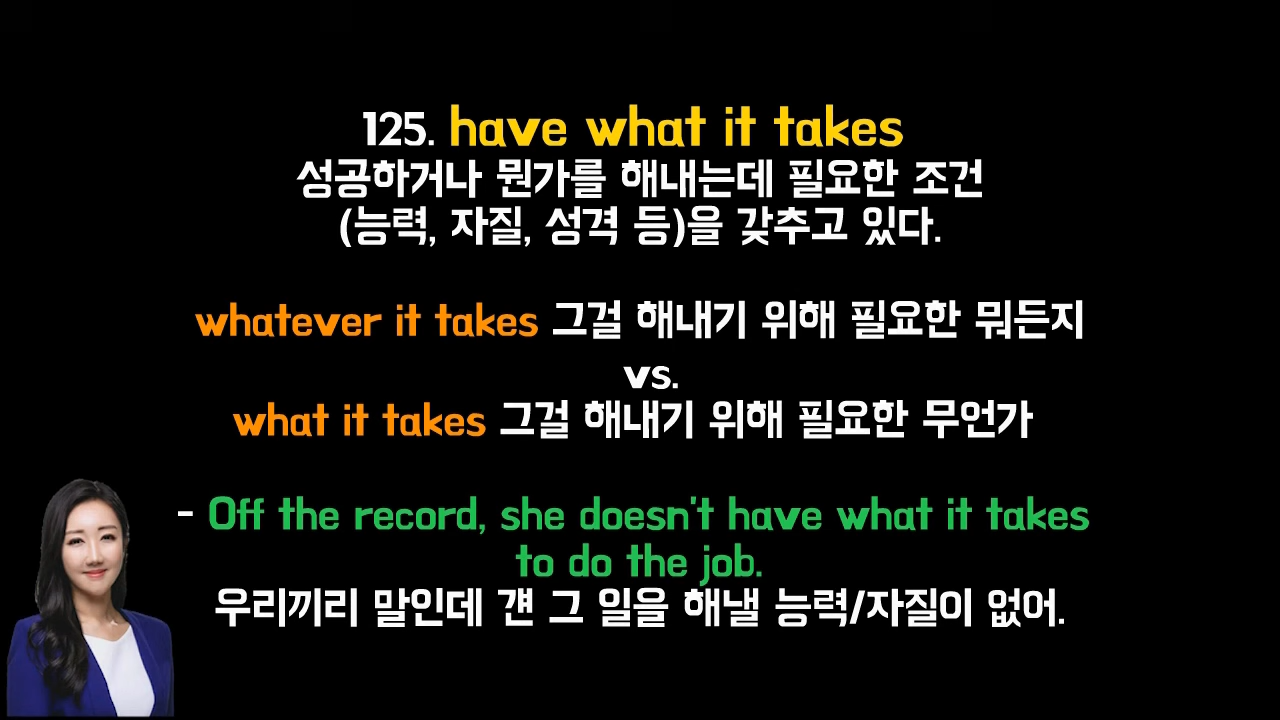 125. have what it takes
성공하거나 뭔가를 해내는데 필요한 조건
(능력, 자질, 성격 등)을 갖추고 있다.
whatever it takes 그걸 해내기 위해 필요한 뭐든지
vs.
what it takes 그걸 해내기 위해 필요한 무언가
- Off the record, she doesn't have what it takes
to do the job.
우리끼리 말인데 걘 그 일을 해낼 능력/자질이 없어.